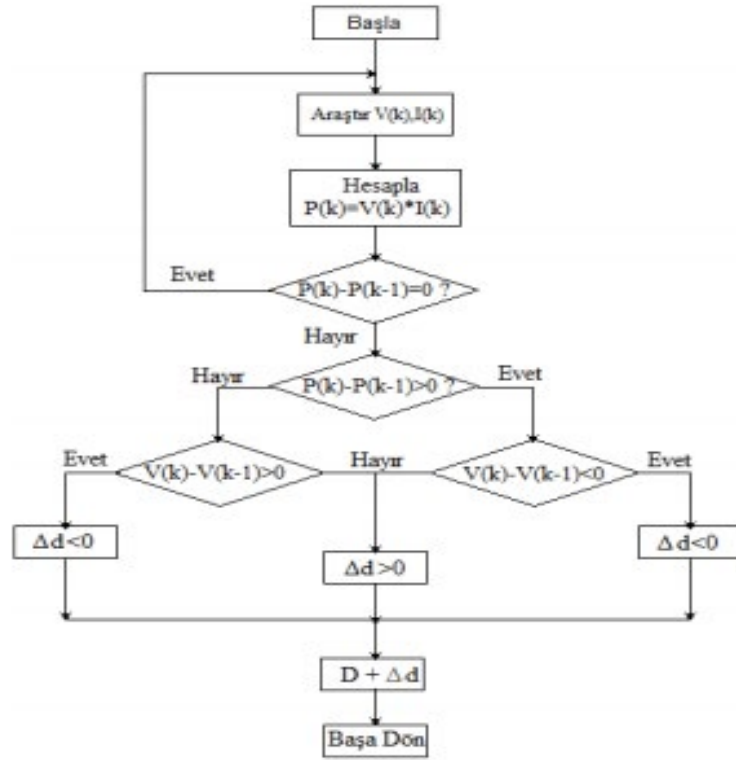 Başla
Araştır V(k),I(k)
Hesapla
P(k)=V(k)*I(k)
Evet
P(k)-P(k-1)=0 ?
Hayır
Hayır
P(k)-P(k-1)>0 ?
Evet
Evet
V(k)-V(k-1)>0
Hayır
V(k)-V(k-1)<0
Evet
Δd<0
Δd>0
Δd<0
D + Δd
Başa Dön